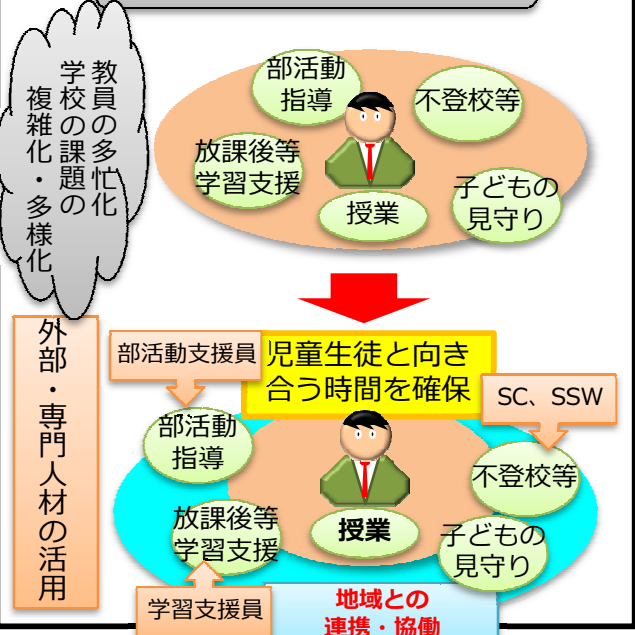 教員の多忙化
学校の課題の
複雑化・多様化
部活動
指導
不登校等
放課後等
学習支援
子どもの
見守り
授業
外部・専門人材の活用
部活動支援員
児童生徒と向き
合う時間を確保
SC、SSW
部活動
指導
不登校等
放課後等
学習支援
授業
子どもの
見守り
学習支援員
地域との
連携・協働